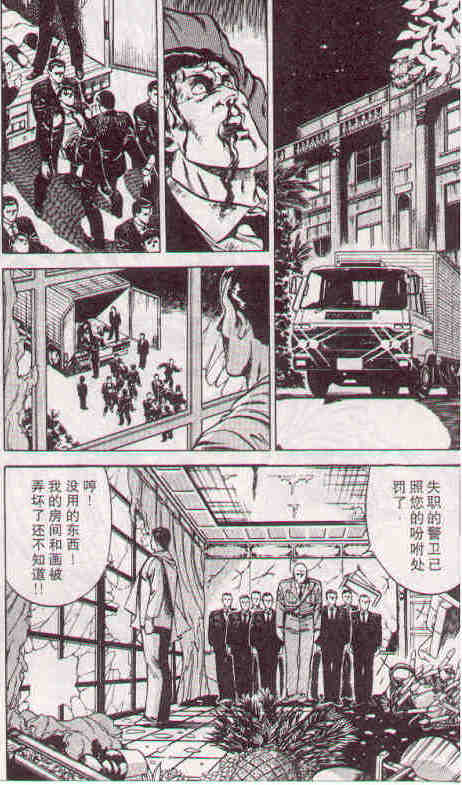 失职的警卫己
照您的吩咐处
罚了．
哼！
没用的东西！
我的房间和画被
弄坏了还不知道！！